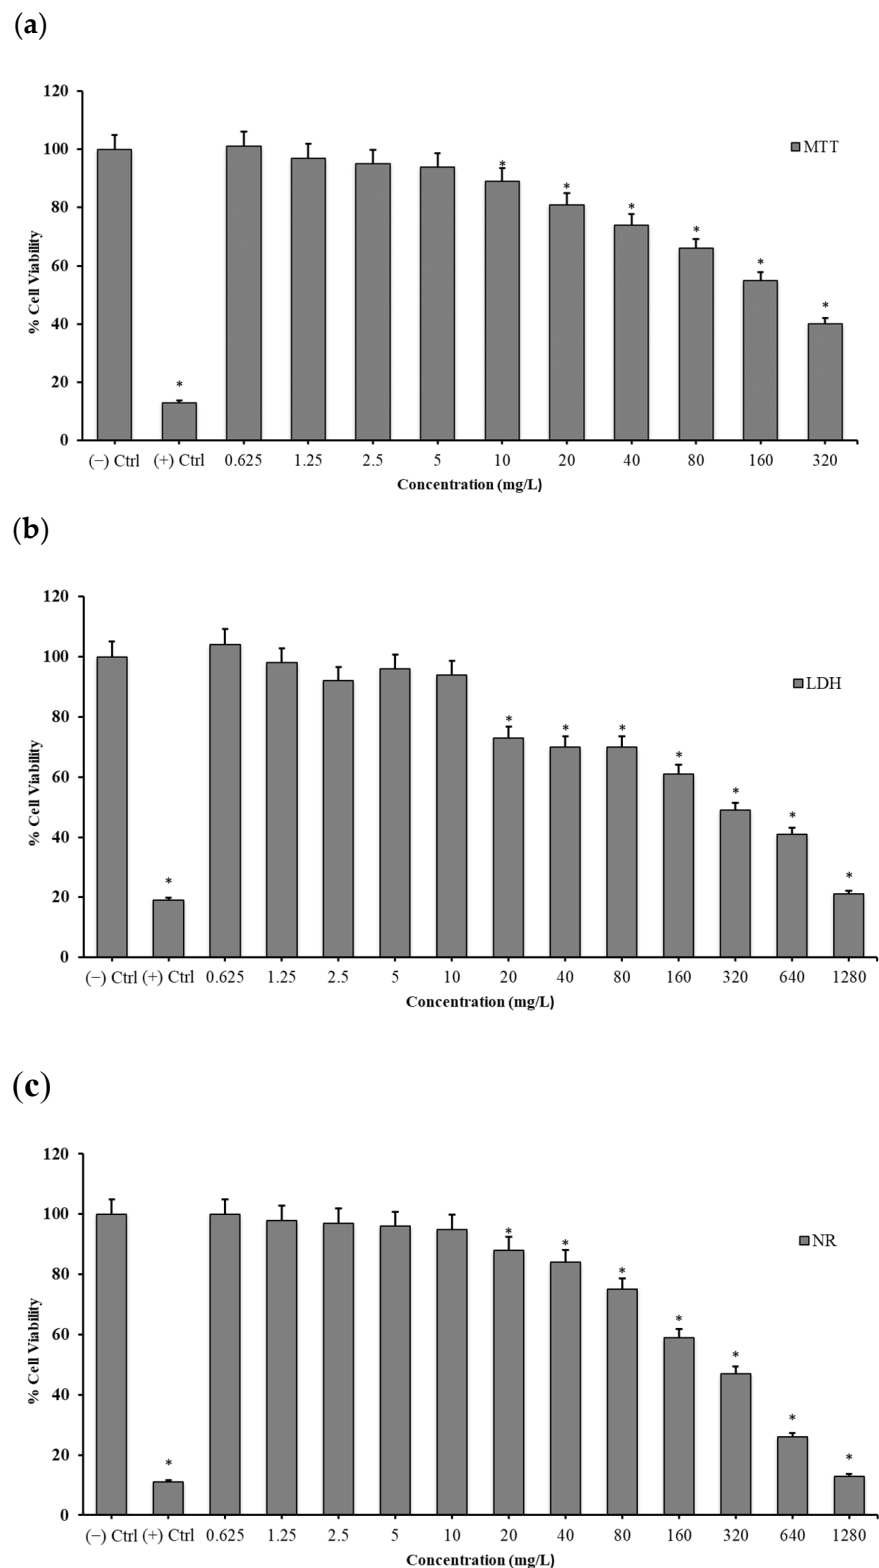 (a)
120
100
80
60
40
20
0
% Cell Viability
*
*
*
*
*
*
*
MTT
(−) Ctrl (+) Ctrl 0.625 1.25 2.5 5 10 20 40 80 160 320
Concentration (mg/L)
(b)
120
100
80
60
40
20
0
% Cell Viability
*
*
*
*
*
*
*
*
LDH
(−) Ctrl (+) Ctrl 0.625 1.25 2.5 5 10 20 40 80 160 320 640 1280
Concentration (mg/L)
(c)
120
100
80
60
40
20
0
% Cell Viability
*
*
*
*
*
*
*
*
NR
(−) Ctrl (+) Ctrl 0.625 1.25 2.5 5 10 20 40 80 160 320 640 1280
Concentration (mg/L)